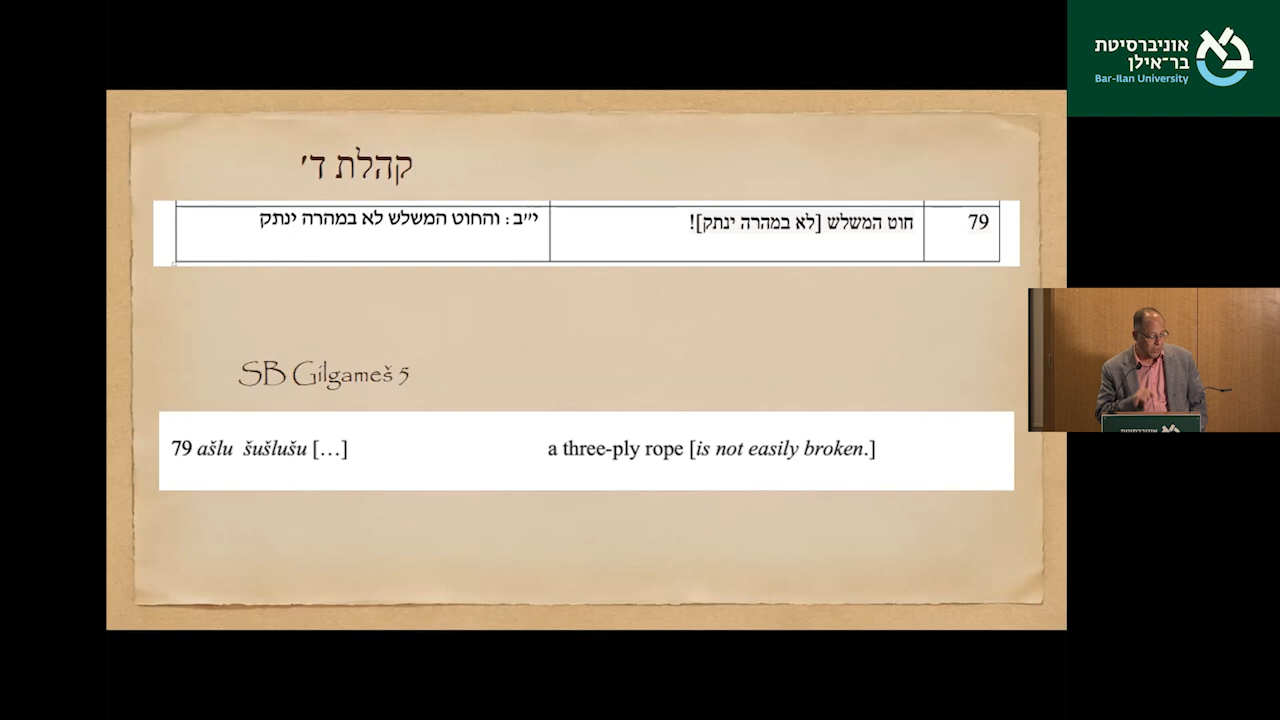 אוניברסיטת
בר־אילן
Bar-Ilan University
קהלת ד׳
79 חוט המשלש [לא במהרה ינתק]! י״ב: והחוט המשלש לא במהרה ינתק
SB Gilgameš 5
79 ašlu šušlušu […] a three-ply rope [is not easily broken.]